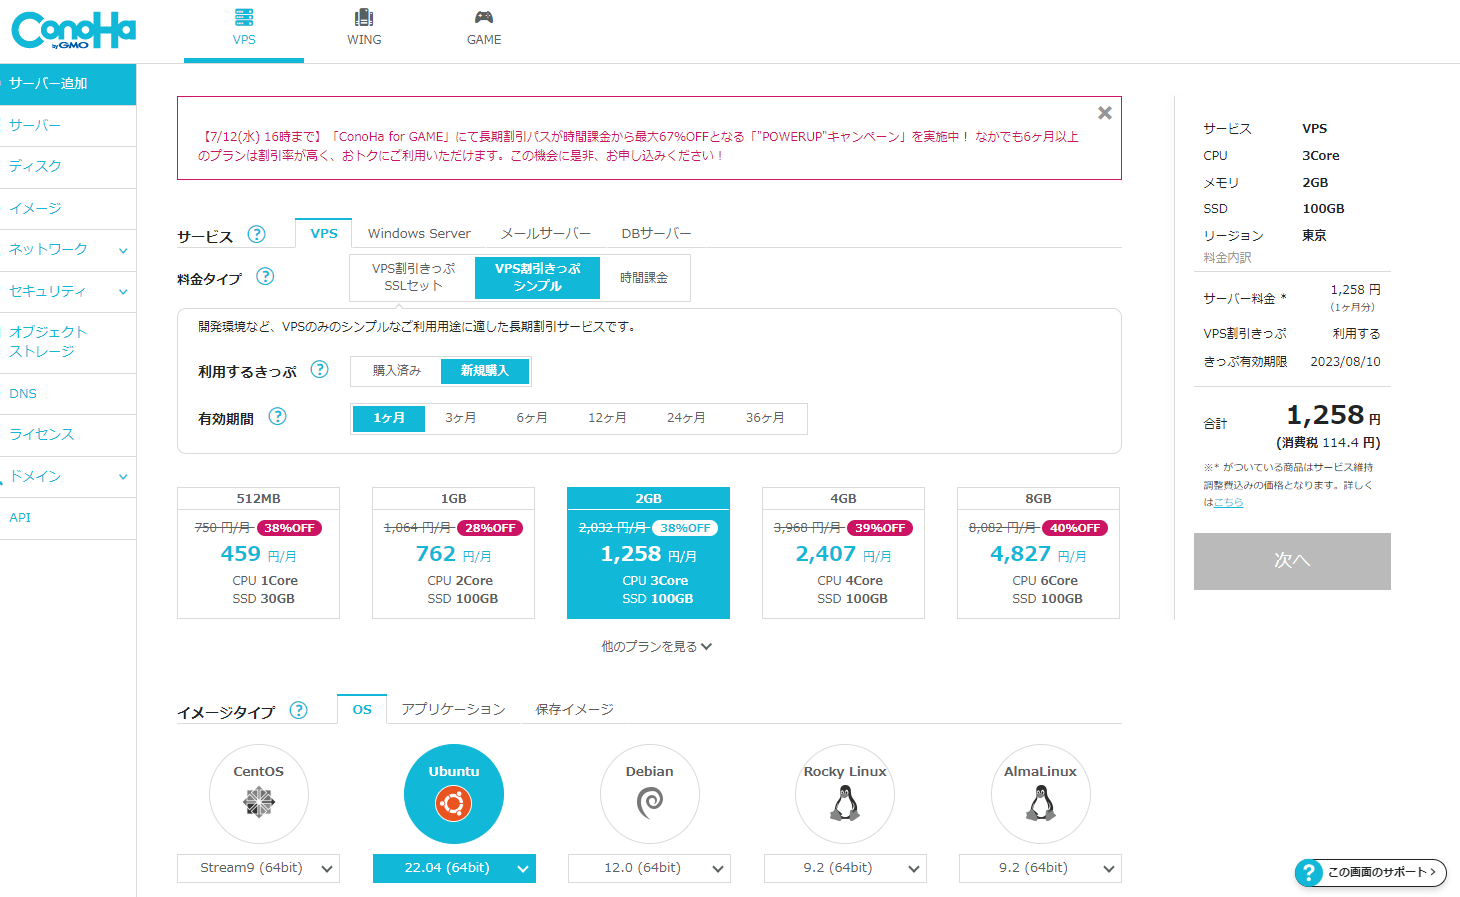 ConoHa
by GMO
VPS
WING
GAME
サーバー追加
サーバー
ディスク
イメージ
ネットワーク
セキュリティ
オブジェクト
ストレージ
DNS
ライセンス
ドメイン
API
【7/12(水) 16時まで】「ConoHa for GAME」にて長期割引パスが時間課金から最大67%OFFとなる「"POWERUP"キャンペーン」を実施中！ なかでも6ヶ月以上
のプランは割引率が高く、おトクにご利用いただけます。この機会に是非、お申し込みください！
サービス ?
VPS
Windows Server
メールサーバー
DBサーバー
料金タイプ ?
VPS割引きっぷ
SSLセット
VPS割引きっぷ
シンプル
時間課金
開発環境など、VPSのみのシンプルなご利用用途に適した長期割引サービスです。
利用するきっぷ ?
購入済み
新規購入
有効期間 ?
1ヶ月
3ヶ月
6ヶ月
12ヶ月
24ヶ月
36ヶ月
512MB
750 円/月 38%OFF
459 円/月
CPU 1Core
SSD 30GB
1GB
1,064 円/月 28%OFF
762 円/月
CPU 2Core
SSD 100GB
2GB
2,032 円/月 38%OFF
1,258 円/月
CPU 3Core
SSD 100GB
4GB
3,968 円/月 39%OFF
2,407 円/月
CPU 4Core
SSD 100GB
8GB
8,082 円/月 40%OFF
4,827 円/月
CPU 6Core
SSD 100GB
他のプランを見る
イメージタイプ ?
OS
アプリケーション
保存イメージ
CentOS
Stream9 (64bit)
Ubuntu
22.04 (64bit)
Debian
12.0 (64bit)
Rocky Linux
9.2 (64bit)
AlmaLinux
9.2 (64bit)
サービス VPS
CPU 3Core
メモリ 2GB
SSD 100GB
リージョン 東京
料金内訳
サーバー料金 * 1,258 円
(1ヶ月分)
VPS割引きっぷ 利用する
きっぷ有効期限 2023/08/10
合計 1,258 円
(消費税 114.4 円)
※* がついている商品はサービス維持
調整費込みの価格となります。詳しく
はこちら
次へ
? この画面のサポート >